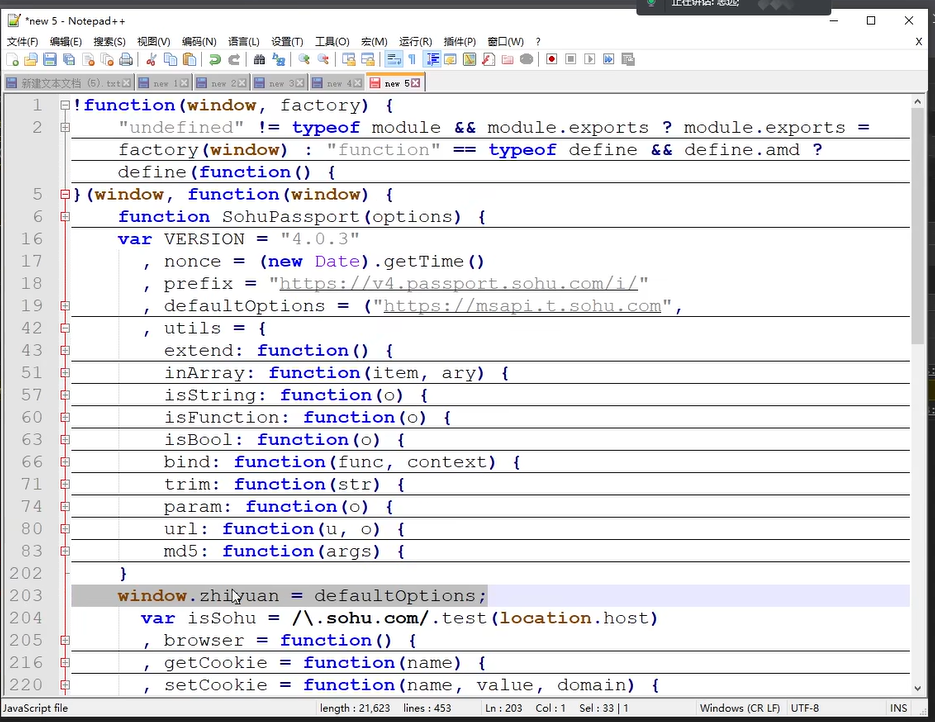 正在讲话: 志远;
*new 5 - Notepad++
文件(F) 编辑(E) 搜索(S) 视图(V) 编码(N) 语言(L) 设置(T) 工具(O) 宏(M) 运行(R) 插件(P) 窗口(W) ? X
新建文本文档 (5).txt new 1 new 2 new 3 new 4 new 5
1 !function(window, factory) {
2 "undefined" != typeof module && module.exports ? module.exports =
factory(window) : "function" == typeof define && define.amd ?
define(function() {
5 }(window, function(window) {
6 function SohuPassport(options) {
16 var VERSION = "4.0.3"
17 , nonce = (new Date).getTime()
18 , prefix = "https://v4.passport.sohu.com/i/"
19 , defaultOptions = ("https://msapi.t.sohu.com",
42 , utils = {
43 extend: function() {
51 inArray: function(item, ary) {
57 isString: function(o) {
60 isFunction: function(o) {
63 isBool: function(o) {
66 bind: function(func, context) {
71 trim: function(str) {
74 param: function(o) {
80 url: function(u, o) {
83 md5: function(args) {
202 }
203 window.zhiyuan = defaultOptions;
204 var isSohu = /\.sohu.com/.test(location.host)
205 , browser = function() {
216 , getCookie = function(name) {
220 , setCookie = function(name, value, domain) {
JavaScript file length : 21,623 lines : 453 Ln : 203 Col : 1 Sel : 33 | 1 Windows (CR LF) UTF-8 INS